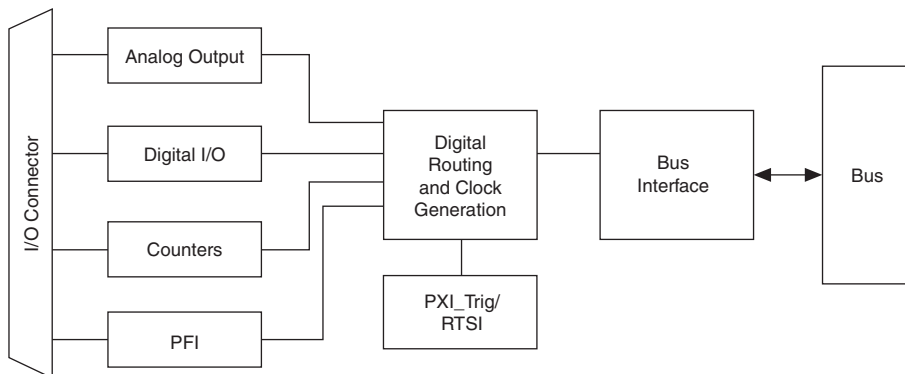 I/O Connector
Analog Output
Digital I/O
Counters
PFI
Digital
Routing
and Clock
Generation
PXI_Trig/
RTSI
Bus
Interface
Bus